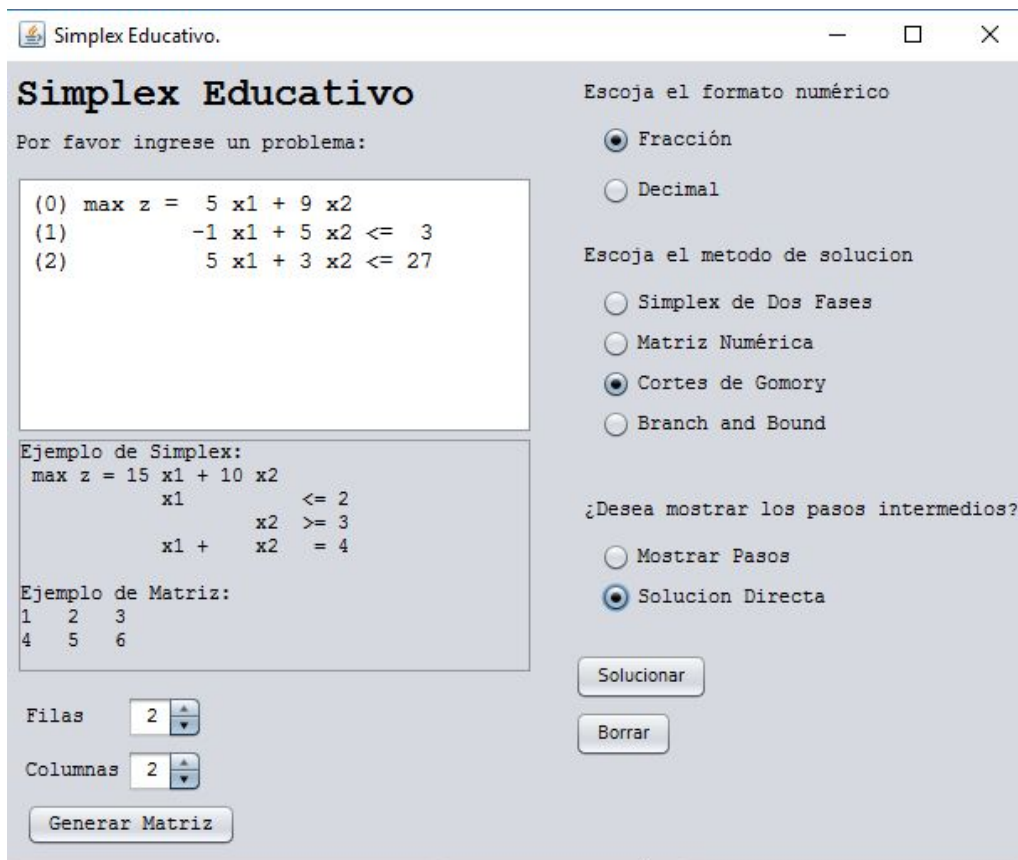 Simplex Educativo.
Simplex Educativo
Por favor ingrese un problema:
(0) max z =  5 x1 + 9 x2
(1)         -1 x1 + 5 x2 <=  3
(2)          5 x1 + 3 x2 <= 27
Ejemplo de Simplex:
max z = 15 x1 + 10 x2
x1         <= 2
x2  >= 3
x1 +    x2   = 4
Ejemplo de Matriz:
1   2   3
4   5   6
Filas 2
Columnas 2
Generar Matriz
Escoja el formato numérico
Fracción
Decimal
Escoja el metodo de solucion
Simplex de Dos Fases
Matriz Numérica
Cortes de Gomory
Branch and Bound
¿Desea mostrar los pasos intermedios?
Mostrar Pasos
Solucion Directa
Solucionar
Borrar